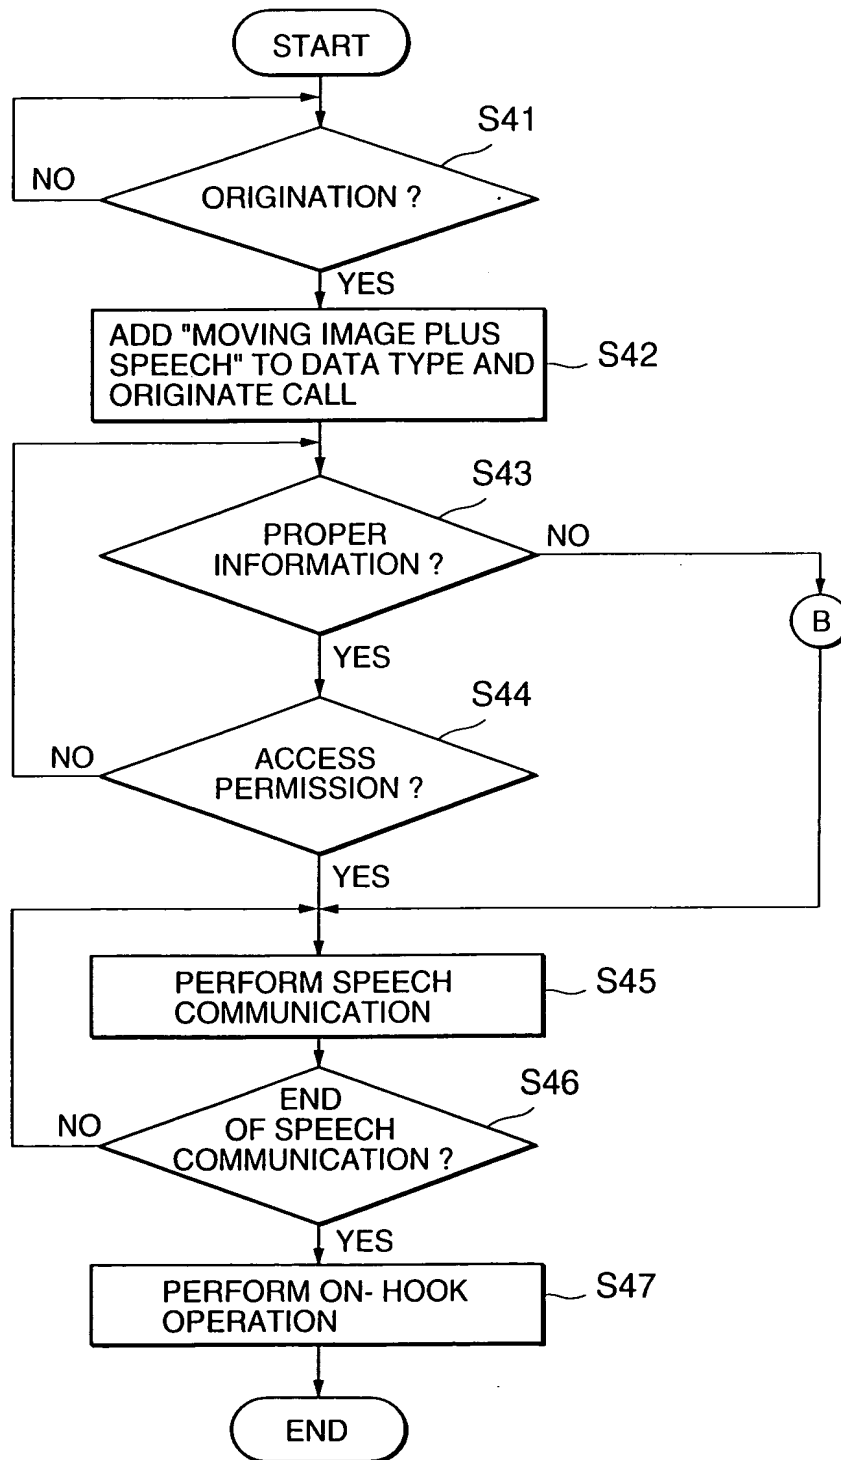 START
S41
NO
ORIGINATION ?
YES
ADD "MOVING IMAGE PLUS
SPEECH" TO DATA TYPE AND
ORIGINATE CALL
S42
S43
PROPER
INFORMATION ?
NO
B
YES
S44
NO
ACCESS
PERMISSION ?
YES
PERFORM SPEECH
COMMUNICATION
S45
S46
END
OF SPEECH
COMMUNICATION ?
NO
YES
PERFORM ON- HOOK
OPERATION
S47
END